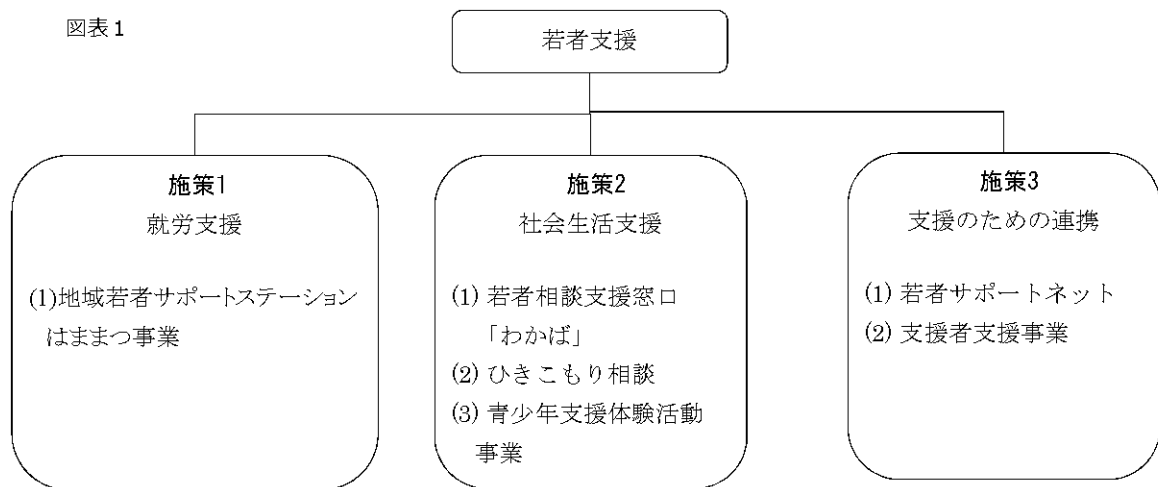 図表1
若者支援
施策1
就労支援
(1)地域若者サポートステーション
はままつ事業
施策2
社会生活支援
(1) 若者相談支援窓口
「わかば」
(2) ひきこもり相談
(3) 青少年支援体験活動
事業
施策3
支援のための連携
(1) 若者サポートネット
(2) 支援者支援事業